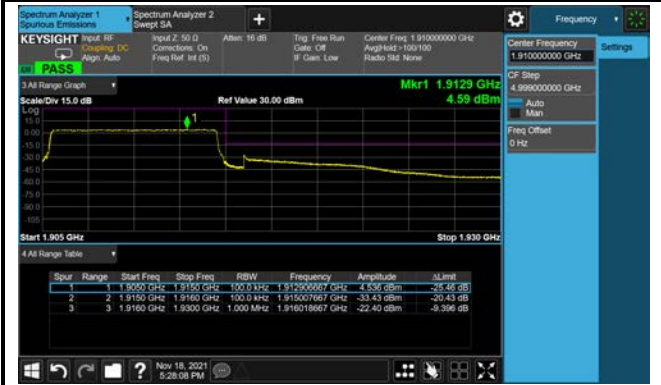 Spectrum Analyzer 1
Spurious Emissions
Spectrum Analyzer 2
Swept SA
+
Frequency
KEYSIGHT
Input: RF
Coupling: DC
Align: Auto
Input Z: 50 Ω
Corrections: On
Freq Ref: Int (S)
Atten: 16 dB
Trig: Free Run
Gate: Off
IF Gain: Low
Center Freq: 1.910000000 GHz
Avg|Hold:>100/100
Radio Std: None
PASS
Center Frequency
1.910000000 GHz
Settings
CF Step
4.999000000 GHz
Auto
Man
Freq Offset
0 Hz
3 All Range Graph
Mkr1 1.9129 GHz
4.59 dBm
Scale/Div 15.0 dB
Ref Value 30.00 dBm
Log
15.0
0.00
-15.0
-30.0
-45.0
-60.0
-75.0
-90.0
-105
1
Start 1.905 GHz
Stop 1.930 GHz
4 All Range Table
Spur Range Start Freq Stop Freq RBW Frequency Amplitude ΔLimit
1 1 1.9050 GHz 1.9150 GHz 100.0 kHz 1.912906667 GHz 4.536 dBm -25.46 dB
2 2 1.9150 GHz 1.9160 GHz 100.0 kHz 1.915007667 GHz -33.43 dBm -20.43 dB
3 3 1.9160 GHz 1.9300 GHz 1.000 MHz 1.916018667 GHz -22.40 dBm -9.396 dB
?
Nov 18, 2021
5:28:08 PM